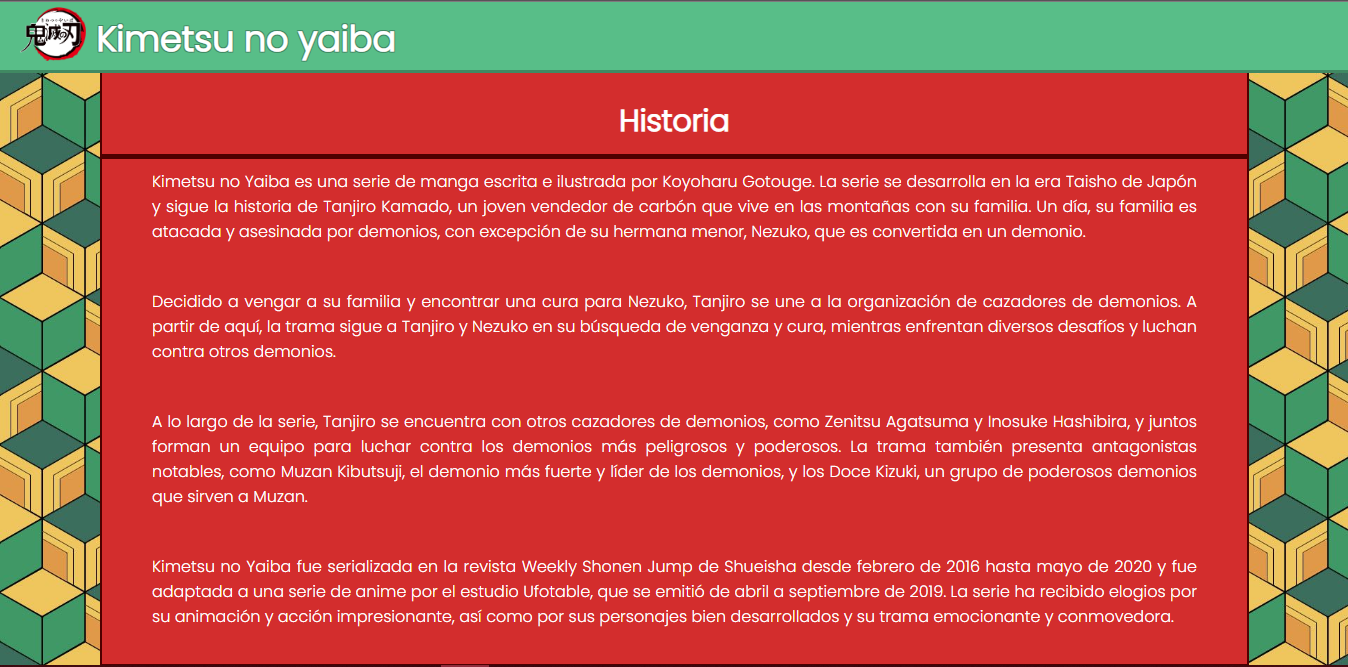 鬼滅の刃
Kimetsu no yaiba
Historia
Kimetsu no Yaiba es una serie de manga escrita e ilustrada por Koyoharu Gotouge. La serie se desarrolla en la era Taisho de Japón
y sigue la historia de Tanjiro Kamado, un joven vendedor de carbón que vive en las montañas con su familia. Un día, su familia es
atacada y asesinada por demonios, con excepción de su hermana menor, Nezuko, que es convertida en un demonio.
Decidido a vengar a su familia y encontrar una cura para Nezuko, Tanjiro se une a la organización de cazadores de demonios. A
partir de aquí, la trama sigue a Tanjiro y Nezuko en su búsqueda de venganza y cura, mientras enfrentan diversos desafíos y luchan
contra otros demonios.
A lo largo de la serie, Tanjiro se encuentra con otros cazadores de demonios, como Zenitsu Agatsuma y Inosuke Hashibira, y juntos
forman un equipo para luchar contra los demonios más peligrosos y poderosos. La trama también presenta antagonistas
notables, como Muzan Kibutsuji, el demonio más fuerte y líder de los demonios, y los Doce Kizuki, un grupo de poderosos demonios
que sirven a Muzan.
Kimetsu no Yaiba fue serializada en la revista Weekly Shonen Jump de Shueisha desde febrero de 2016 hasta mayo de 2020 y fue
adaptada a una serie de anime por el estudio Ufotable, que se emitió de abril a septiembre de 2019. La serie ha recibido elogios por
su animación y acción impresionante, así como por sus personajes bien desarrollados y su trama emocionante y conmovedora.